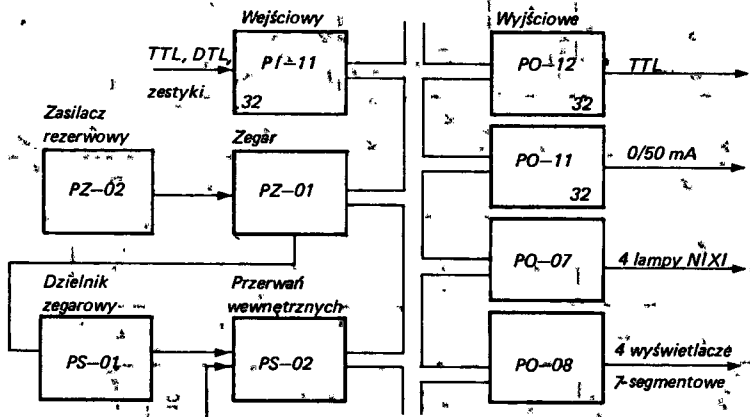 Wejściowy
Wyjściowe
TTL, DTL,
zestyki
PI-11
32
PO-12
32
TTL
Zasilacz
rezerwowy
Zegar
PZ-02
PZ-01
PO-11
32
0/50 mA
PO-07
4 lampy NIXI
Dzielnik
zegarowy
Przerwań
wewnętrznych
PS-01
PS-02
PO-08
4 wyświetlacze
7-segmentowe